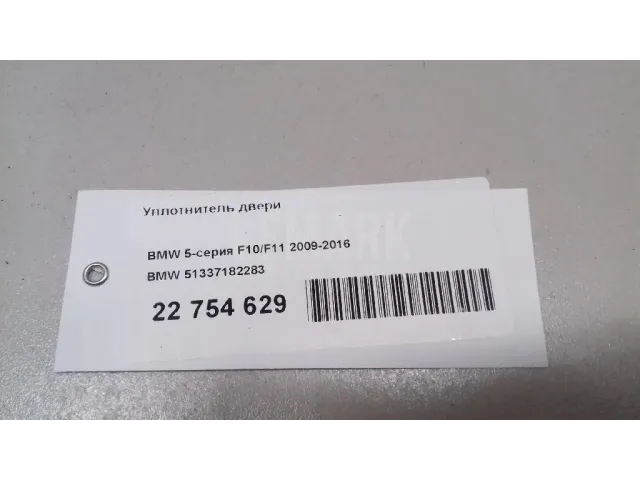 Уплотнитель двери
BMW 5-серия F10/F11 2009-2016
BMW 51337182283
22 754 629